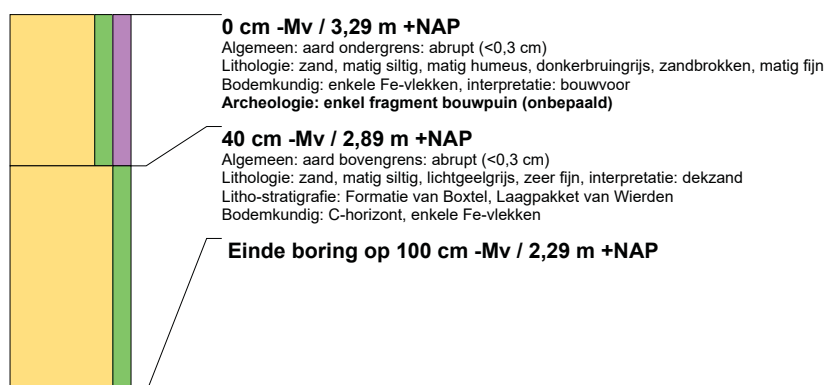 0 cm -Mv / 3,29 m +NAP
Algemeen: aard ondergrens: abrupt (<0,3 cm)
Lithologie: zand, matig siltig, matig humeus, donkerbruingrijs, zandbrokken, matig fijn
Bodemkundig: enkele Fe-vlekken, interpretatie: bouwvoor
Archeologie: enkel fragment bouwpuin (onbepaald)
40 cm -Mv / 2,89 m +NAP
Algemeen: aard bovengrens: abrupt (<0,3 cm)
Lithologie: zand, matig siltig, lichtgeelgrijs, zeer fijn, interpretatie: dekzand
Litho-stratigrafie: Formatie van Boxtel, Laagpakket van Wierden
Bodemkundig: C-horizont, enkele Fe-vlekken
Einde boring op 100 cm -Mv / 2,29 m +NAP